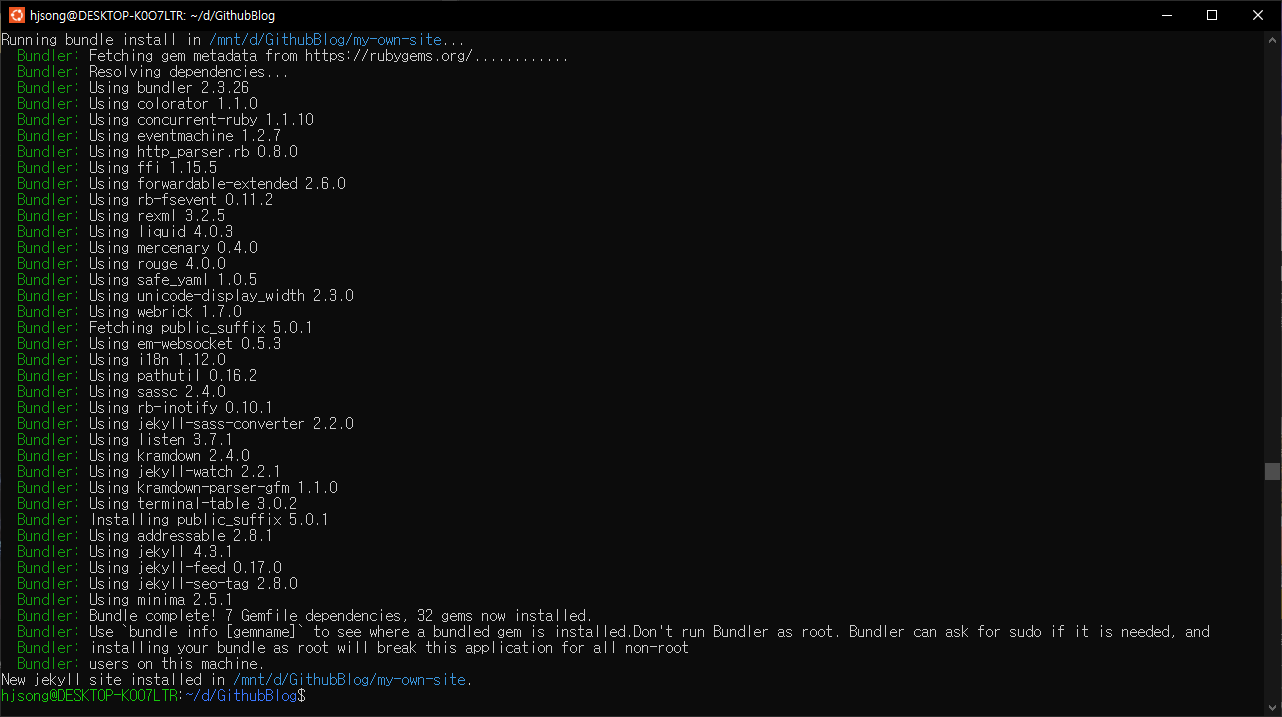 hjsong@DESKTOP-K0O7LTR: ~/d/GithubBlog
Running bundle install in /mnt/d/GithubBlog/my-own-site...
  Bundler: Fetching gem metadata from https://rubygems.org/............
  Bundler: Resolving dependencies...
  Bundler: Using bundler 2.3.26
  Bundler: Using colorator 1.1.0
  Bundler: Using concurrent-ruby 1.1.10
  Bundler: Using eventmachine 1.2.7
  Bundler: Using http_parser.rb 0.8.0
  Bundler: Using ffi 1.15.5
  Bundler: Using forwardable-extended 2.6.0
  Bundler: Using rb-fsevent 0.11.2
  Bundler: Using rexml 3.2.5
  Bundler: Using liquid 4.0.3
  Bundler: Using mercenary 0.4.0
  Bundler: Using rouge 4.0.0
  Bundler: Using safe_yaml 1.0.5
  Bundler: Using unicode-display_width 2.3.0
  Bundler: Using webrick 1.7.0
  Bundler: Fetching public_suffix 5.0.1
  Bundler: Using em-websocket 0.5.3
  Bundler: Using i18n 1.12.0
  Bundler: Using pathutil 0.16.2
  Bundler: Using sassc 2.4.0
  Bundler: Using rb-inotify 0.10.1
  Bundler: Using jekyll-sass-converter 2.2.0
  Bundler: Using listen 3.7.1
  Bundler: Using kramdown 2.4.0
  Bundler: Using jekyll-watch 2.2.1
  Bundler: Using kramdown-parser-gfm 1.1.0
  Bundler: Using terminal-table 3.0.2
  Bundler: Installing public_suffix 5.0.1
  Bundler: Using addressable 2.8.1
  Bundler: Using jekyll 4.3.1
  Bundler: Using jekyll-feed 0.17.0
  Bundler: Using jekyll-seo-tag 2.8.0
  Bundler: Using minima 2.5.1
  Bundler: Bundle complete! 7 Gemfile dependencies, 32 gems now installed.
  Bundler: Use `bundle info [gemname]` to see where a bundled gem is installed.Don't run Bundler as root. Bundler can ask for sudo if it is needed, and
  Bundler: installing your bundle as root will break this application for all non-root
  Bundler: users on this machine.
New jekyll site installed in /mnt/d/GithubBlog/my-own-site.
hjsong@DESKTOP-K0O7LTR:~/d/GithubBlog$